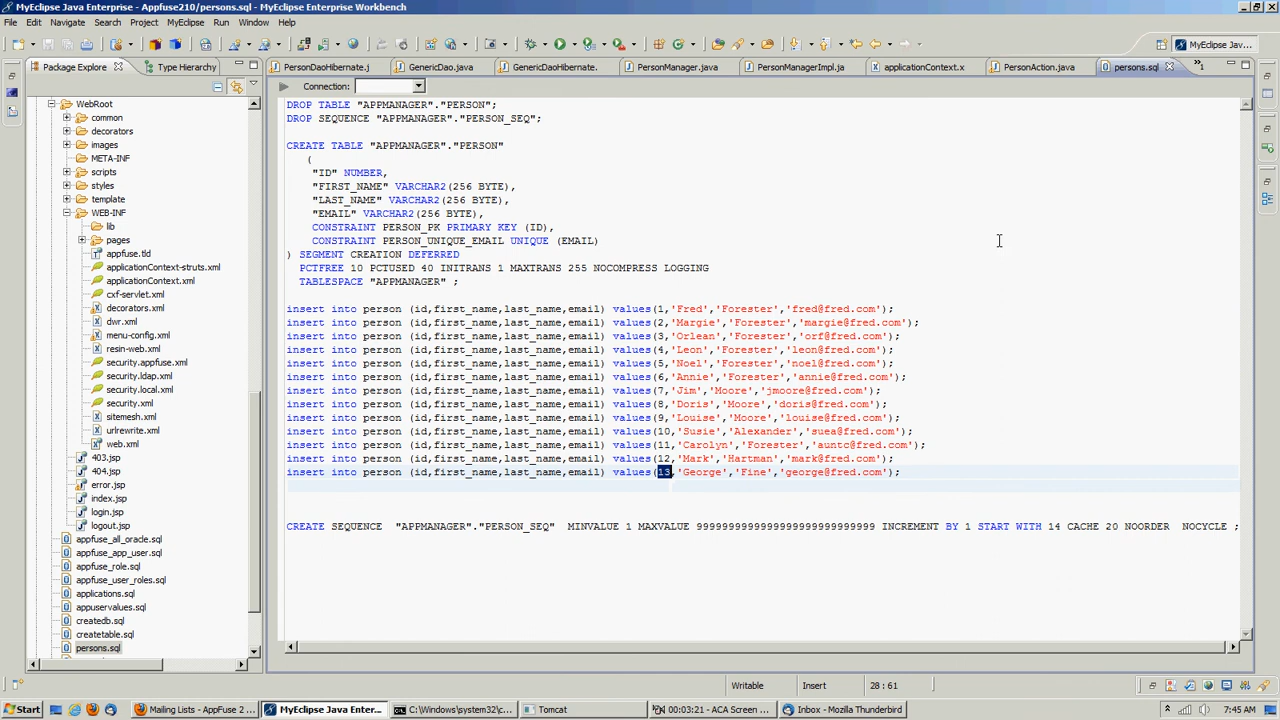 MyEclipse Java Enterprise - Appfuse210/persons.sql - MyEclipse Enterprise Workbench
File Edit Navigate Search Project MyEclipse Run Window Help
MyEclipse Jav...
Package Explore Type Hierarchy
PersonDaoHibernate.j GenericDao.java GenericDaoHibernate. PersonManager.java PersonManagerImpl.ja applicationContext.x PersonAction.java persons.sql 1
Connection:
WebRoot
common
decorators
images
META-INF
scripts
styles
template
WEB-INF
lib
pages
appfuse.tld
applicationContext-struts.xml
applicationContext.xml
cxf-servlet.xml
decorators.xml
dwr.xml
menu-config.xml
resin-web.xml
security.appfuse.xml
security.ldap.xml
security.local.xml
security.xml
sitemesh.xml
urlrewrite.xml
web.xml
403.jsp
404.jsp
error.jsp
index.jsp
login.jsp
logout.jsp
appfuse_all_oracle.sql
appfuse_app_user.sql
appfuse_role.sql
appfuse_user_roles.sql
applications.sql
appuservalues.sql
createdb.sql
createtable.sql
persons.sql
DROP TABLE "APPMANAGER"."PERSON";
DROP SEQUENCE "APPMANAGER"."PERSON_SEQ";
CREATE TABLE "APPMANAGER"."PERSON"
(
"ID" NUMBER,
"FIRST_NAME" VARCHAR2(256 BYTE),
"LAST_NAME" VARCHAR2(256 BYTE),
"EMAIL" VARCHAR2(256 BYTE),
CONSTRAINT PERSON_PK PRIMARY KEY (ID),
CONSTRAINT PERSON_UNIQUE_EMAIL UNIQUE (EMAIL)
) SEGMENT CREATION DEFERRED
PCTFREE 10 PCTUSED 40 INITRANS 1 MAXTRANS 255 NOCOMPRESS LOGGING
TABLESPACE "APPMANAGER" ;
insert into person (id,first_name,last_name,email) values(1,'Fred','Forester','fred@fred.com');
insert into person (id,first_name,last_name,email) values(2,'Margie','Forester','margie@fred.com');
insert into person (id,first_name,last_name,email) values(3,'Orlean','Forester','orf@fred.com');
insert into person (id,first_name,last_name,email) values(4,'Leon','Forester','leon@fred.com');
insert into person (id,first_name,last_name,email) values(5,'Noel','Forester','noel@fred.com');
insert into person (id,first_name,last_name,email) values(6,'Annie','Forester','annie@fred.com');
insert into person (id,first_name,last_name,email) values(7,'Jim','Moore','jmoore@fred.com');
insert into person (id,first_name,last_name,email) values(8,'Doris','Moore','doris@fred.com');
insert into person (id,first_name,last_name,email) values(9,'Louise','Moore','louise@fred.com');
insert into person (id,first_name,last_name,email) values(10,'Susie','Alexander','suea@fred.com');
insert into person (id,first_name,last_name,email) values(11,'Carolyn','Forester','auntc@fred.com');
insert into person (id,first_name,last_name,email) values(12,'Mark','Hartman','mark@fred.com');
insert into person (id,first_name,last_name,email) values(13,'George','Fine','george@fred.com');
CREATE SEQUENCE "APPMANAGER"."PERSON_SEQ" MINVALUE 1 MAXVALUE 9999999999999999999999999999 INCREMENT BY 1 START WITH 14 CACHE 20 NOORDER NOCYCLE ;
Writable Insert 28 : 61
Start Mailing Lists - AppFuse 2 ... MyEclipse Java Enter... C:\Windows\system32\c... Tomcat 00:03:21 - ACA Screen ... Inbox - Mozilla Thunderbird 7:45 AM